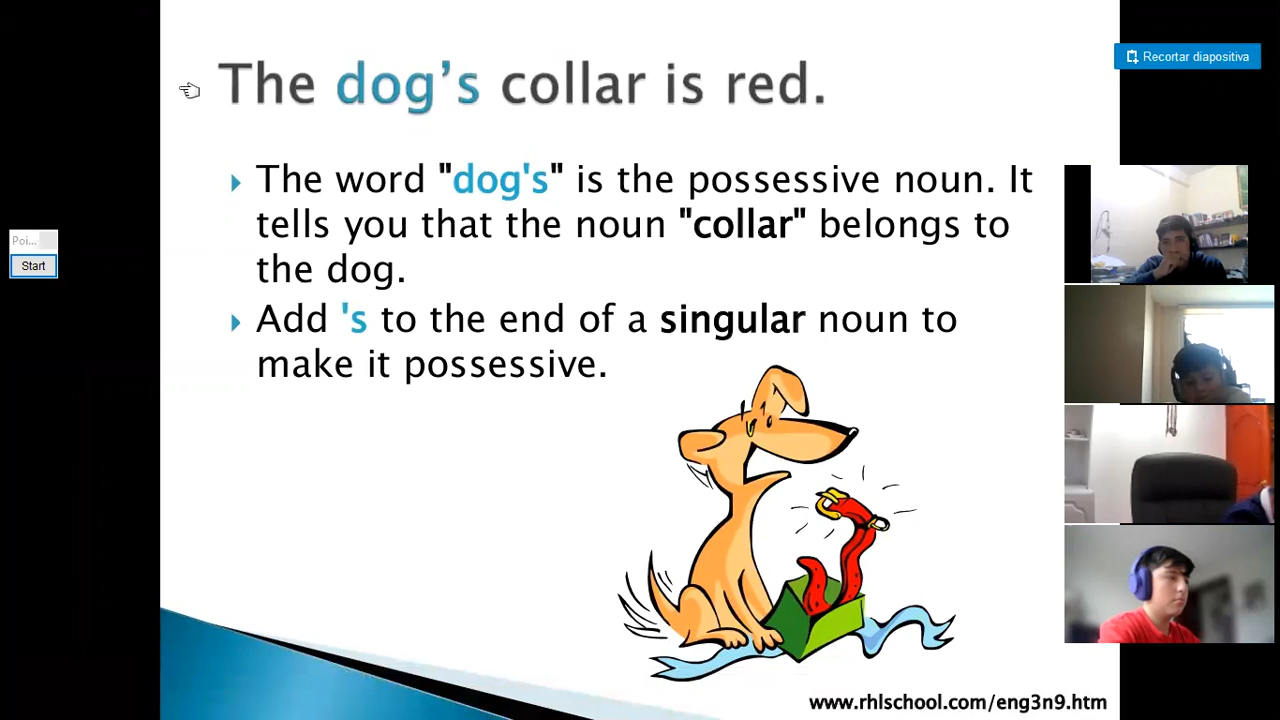 The dog’s collar is red.
Recortar diapositiva
The word "dog's" is the possessive noun. It
tells you that the noun "collar" belongs to
the dog.
Add 's to the end of a singular noun to
make it possessive.
Poi...
Start
www.rhlschool.com/eng3n9.htm